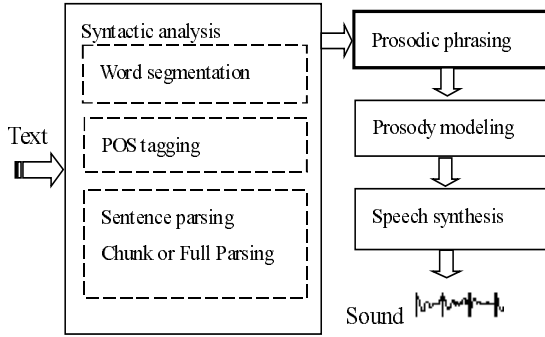 Text
Syntactic analysis
Word segmentation
POS tagging
Sentence parsing
Chunk or Full Parsing
Prosodic phrasing
Prosody modeling
Speech synthesis
Sound